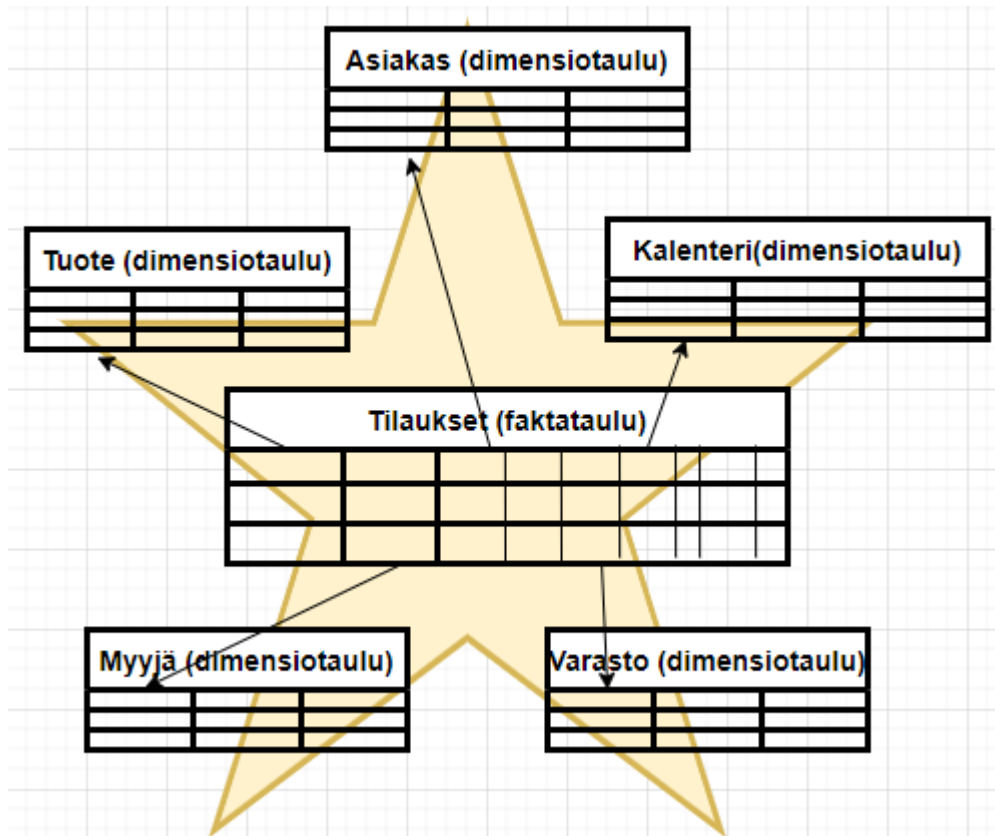 Asiakas (dimensiotaulu)
Tuote (dimensiotaulu)
Kalenteri(dimensiotaulu)
Tilaukset (faktataulu)
Myyjä (dimensiotaulu)
Varasto (dimensiotaulu)